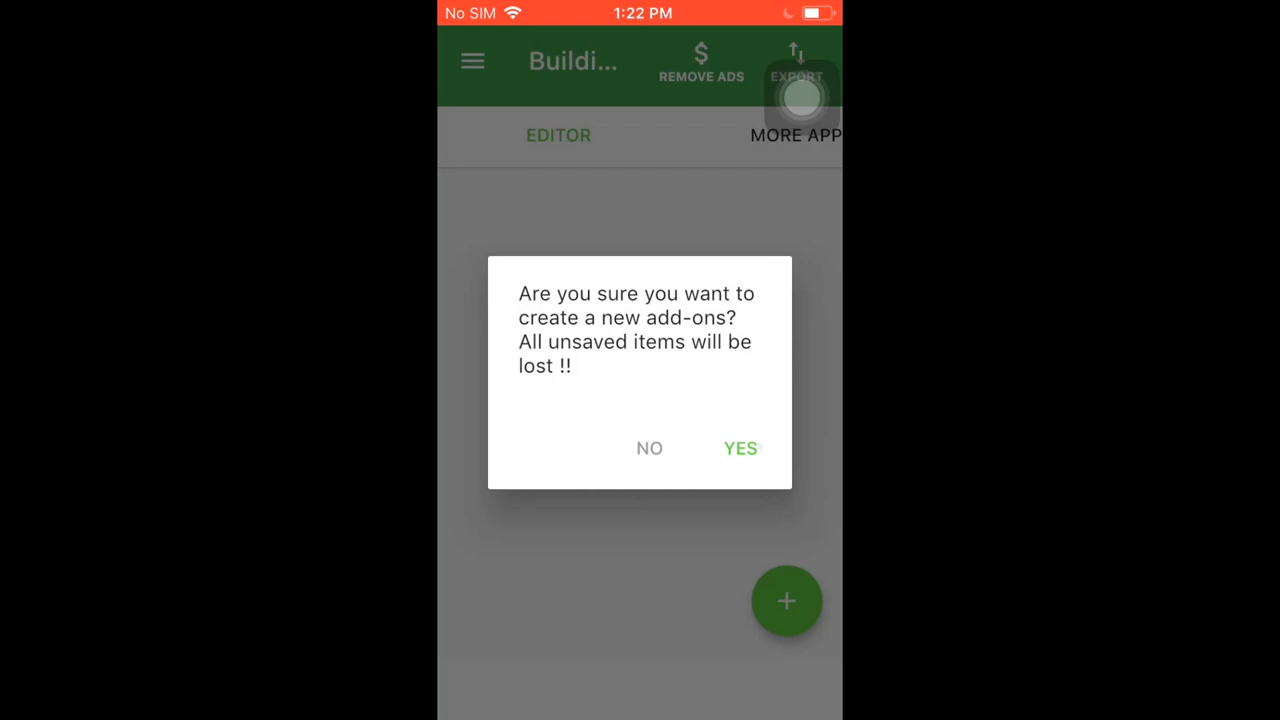 No SIM 1:22 PM
Buildi... REMOVE ADS EXPORT
EDITOR MORE APP
Are you sure you want to
create a new add-ons?
All unsaved items will be
lost !!
NO YES